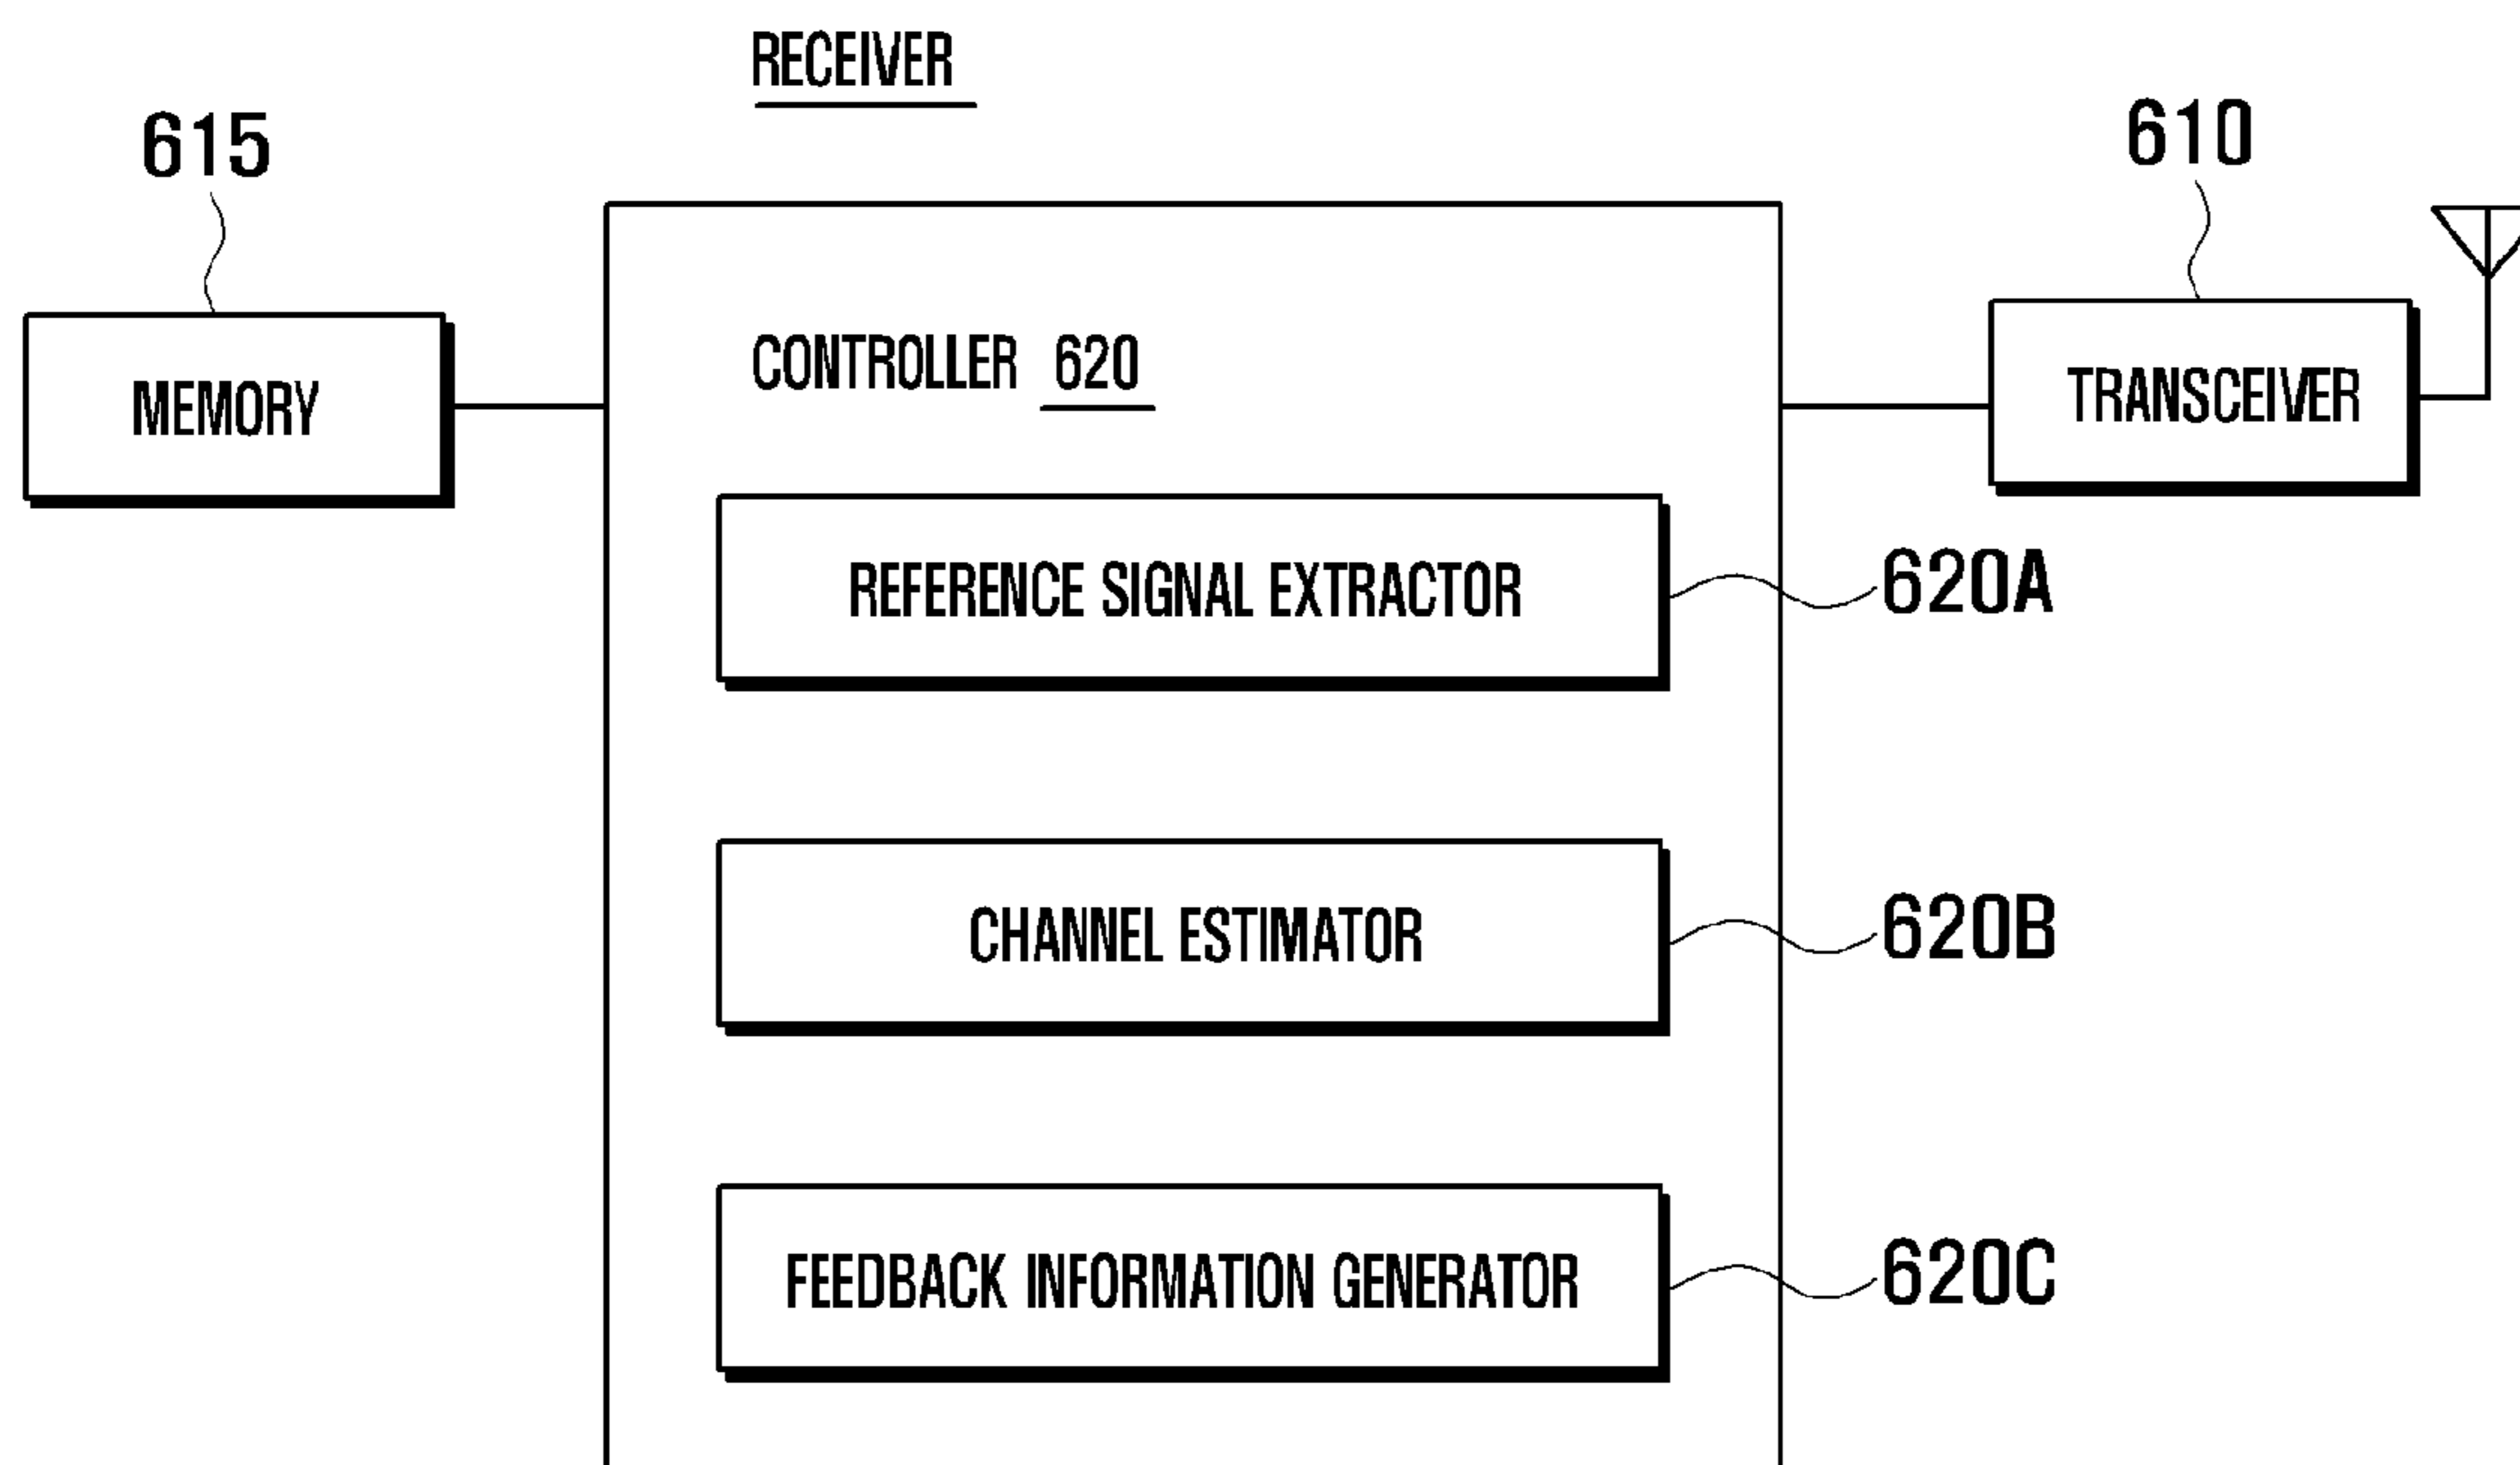 RECEIVER
615
610
CONTROLLER 620
MEMORY
TRANSCEIVER
REFERENCE SIGNAL EXTRACTOR
620A
CHANNEL ESTIMATOR
620B
FEEDBACK INFORMATION GENERATOR
620C